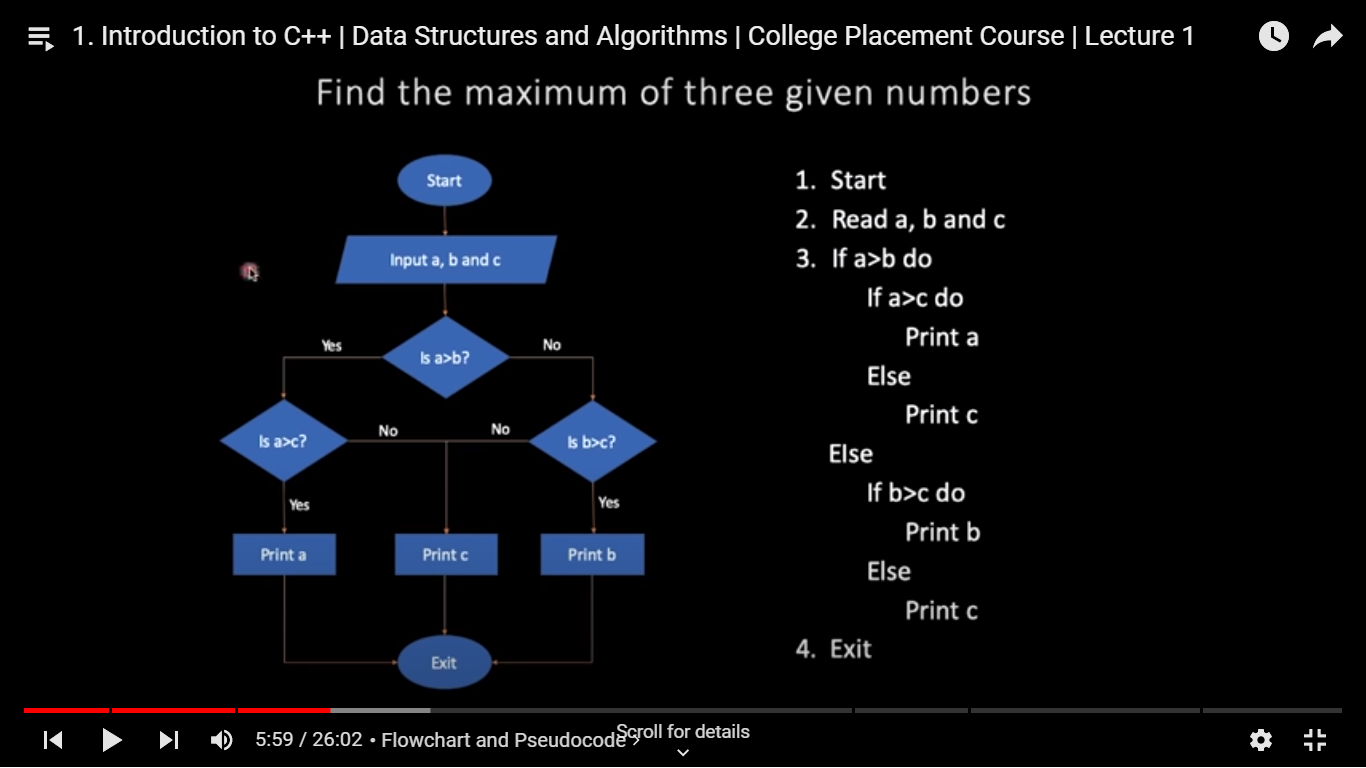 1. Introduction to C++ | Data Structures and Algorithms | College Placement Course | Lecture 1
Find the maximum of three given numbers
Start
Input a, b and c
Is a>b?
Yes
No
Is a>c?
No
No
Is b>c?
Yes
Yes
Print a
Print c
Print b
Exit
1. Start
2. Read a, b and c
3. If a>b do
If a>c do
Print a
Else
Print c
Else
If b>c do
Print b
Else
Print c
4. Exit
5:59 / 26:02 • Flowchart and Pseudocode >
Scroll for details